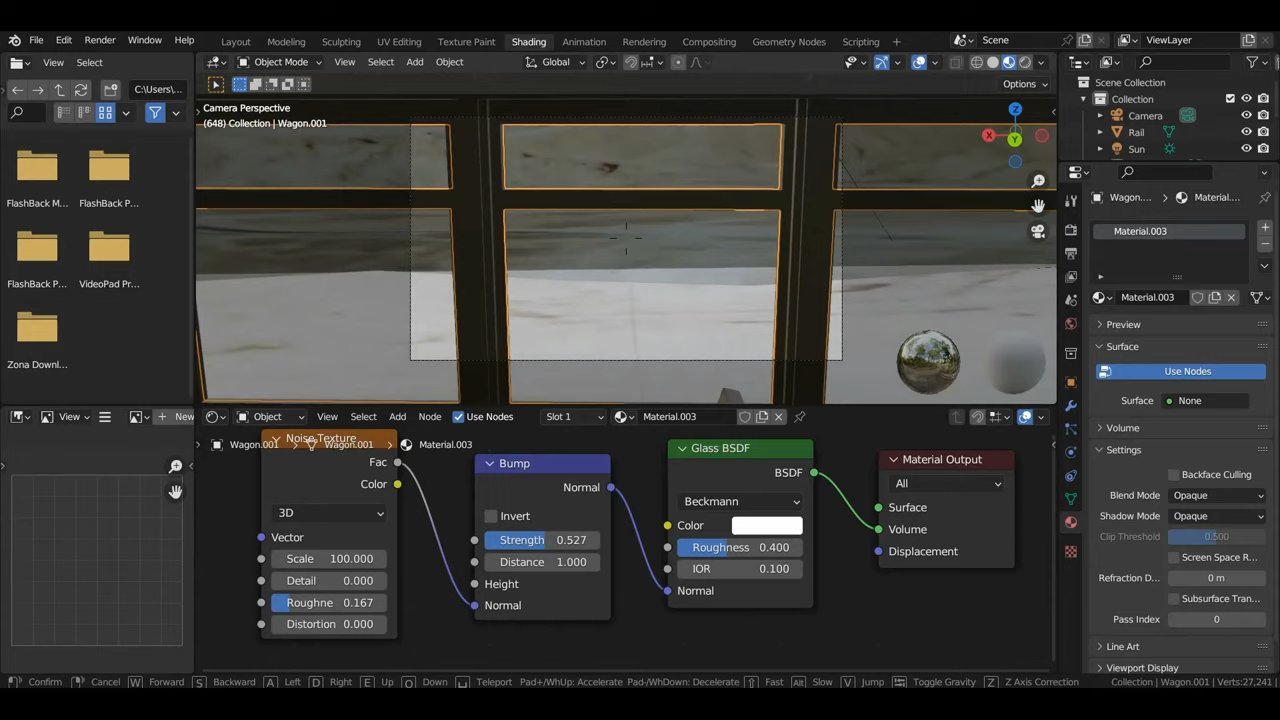 File Edit Render Window Help
Layout Modeling Sculpting UV Editing Texture Paint Shading Animation Rendering Compositing Geometry Nodes Scripting +
Scene ViewLayer
View Select
Object Mode View Select Add Object Global
C:\Users\...
Options
Camera Perspective
(648) Collection | Wagon.001
Z
X
Y
Scene Collection
Collection
Camera
Rail
Sun
FlashBack M... FlashBack P...
FlashBack P... VideoPad Pr...
Zona Downl...
Wagon.... > Material....
Material.003
Material.003
Preview
Surface
Use Nodes
Surface None
Volume
Settings
Backface Culling
Blend Mode Opaque
Shadow Mode Opaque
Clip Threshold 0.500
Screen Space R...
Refraction D... 0 m
Subsurface Tran...
Pass Index 0
Line Art
Viewport Display
View + New
Object View Select Add Node Use Nodes Slot 1 Material.003
Wagon.001 > Wagon.001 > Material.003
Noise Texture
Fac
Color
3D
Vector
Scale 100.000
Detail 0.000
Roughne 0.167
Distortion 0.000
Bump
Normal
Invert
Strength 0.527
Distance 1.000
Height
Normal
Glass BSDF
BSDF
Beckmann
Color
Roughness 0.400
IOR 0.100
Normal
Material Output
All
Surface
Volume
Displacement
Confirm Cancel W Forward S Backward A Left D Right E Up Q Down Teleport Pad+/WhUp: Accelerate Pad-/WhDown: Decelerate Fast Alt Slow V Jump Toggle Gravity Z Z Axis Correction Collection | Wagon.001 | Verts:27,241 |